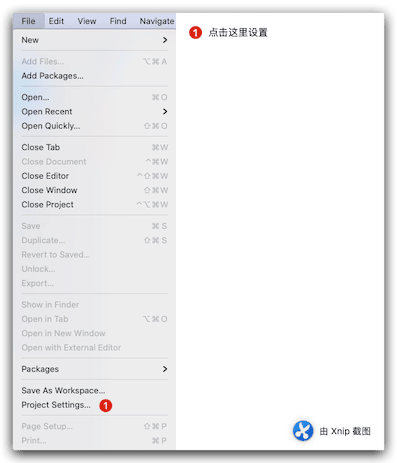 File Edit View Find Navigate
New
Add Files... ⌥⌘A
Add Packages...
Open... ⌘O
Open Recent
Open Quickly... ⇧⌘O
Close Tab ⌘W
Close Document ^⌘W
Close Editor ^⇧⌘W
Close Window ⇧⌘W
Close Project ^⌥⌘W
Save ⌘S
Duplicate... ⇧⌘S
Revert to Saved...
Unlock...
Export...
Show in Finder
Open in Tab ⌥⌘O
Open in New Window
Open with External Editor
Packages
Save As Workspace...
Project Settings... 1
Page Setup... ⇧⌘P
Print... ⌘P
1 点击这里设置
由 Xnip 截图